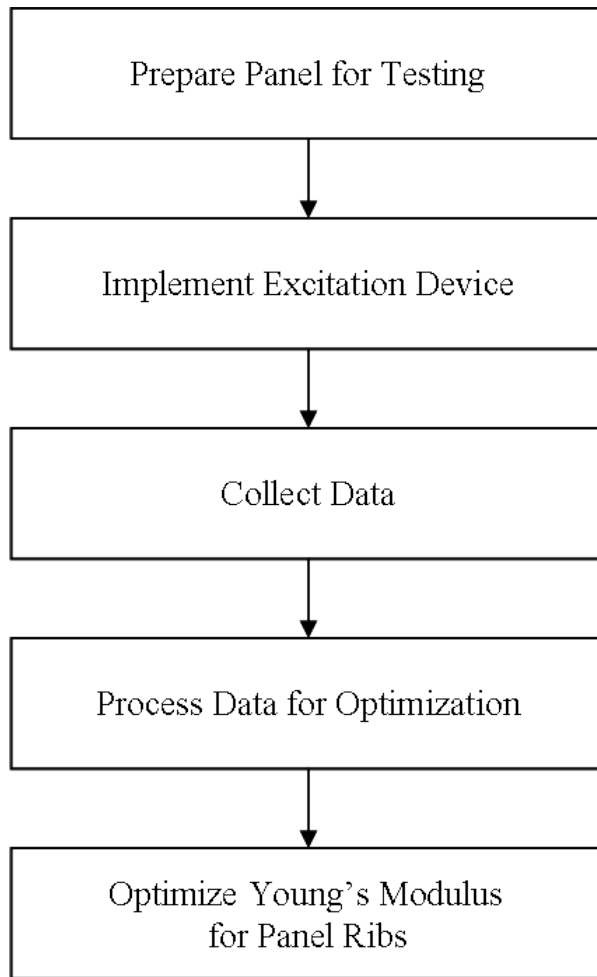 Prepare Panel for Testing
Implement Excitation Device
Collect Data
Process Data for Optimization
Optimize Young’s Modulus
for Panel Ribs